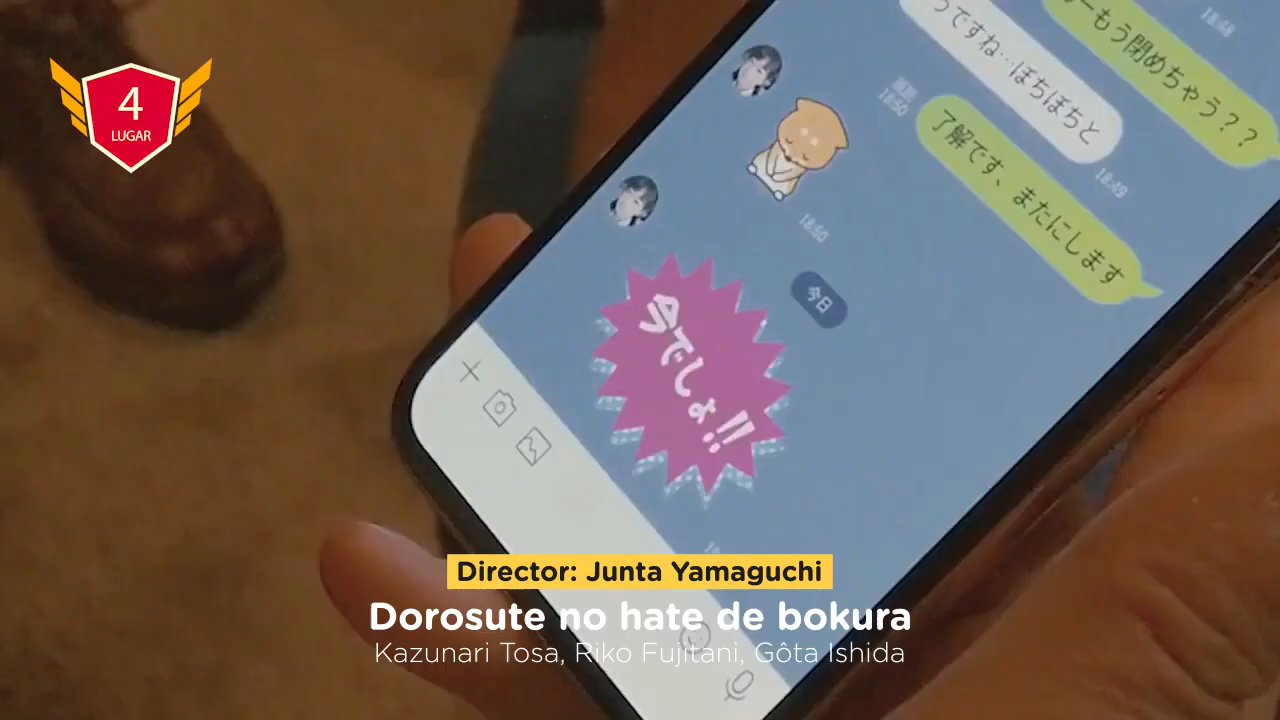 4
LUGAR
もう閉めちゃう？？
18:48
ですね…ぼちぼちと
18:49
既読
18:50
了解です、またにします
18:50
今日
今でしょ!!
Director: Junta Yamaguchi
Dorosute no hate de bokura
Kazunari Tosa, Riko Fujitani, Gôta Ishida